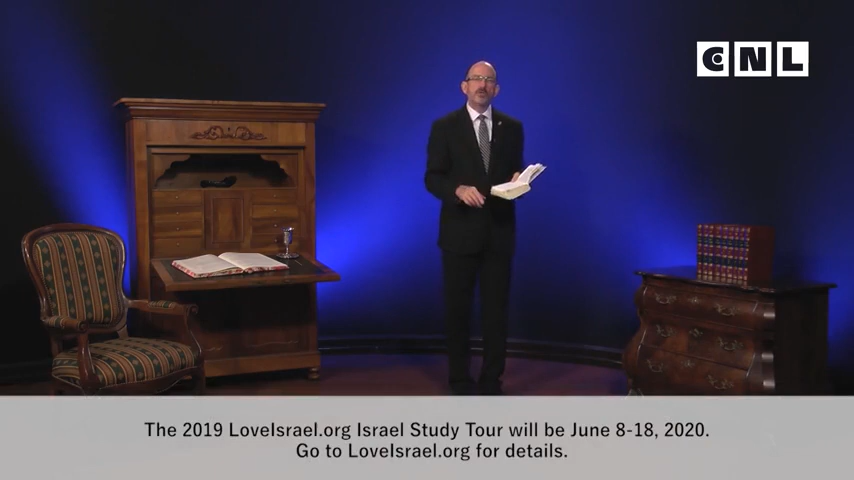 CNL
The 2019 LoveIsrael.org Israel Study Tour will be June 8-18, 2020.
Go to LoveIsrael.org for details.